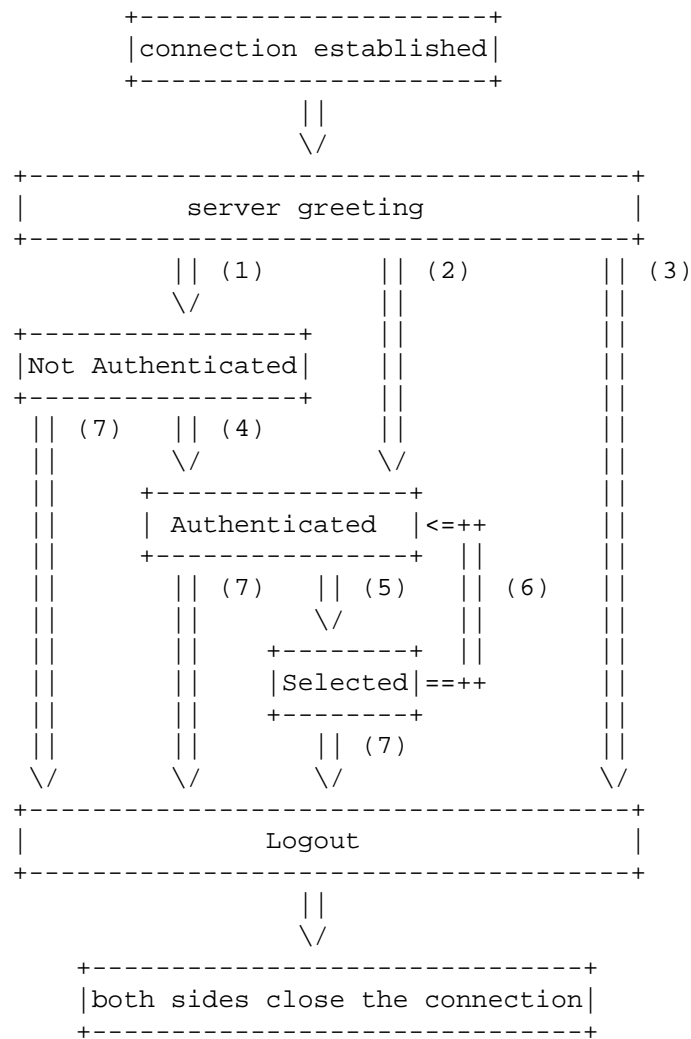 connection established
server greeting
(1) (2) (3)
Not Authenticated
(7) (4)
Authenticated
(7) (5) (6)
Selected
(7)
Logout
both sides close the connection